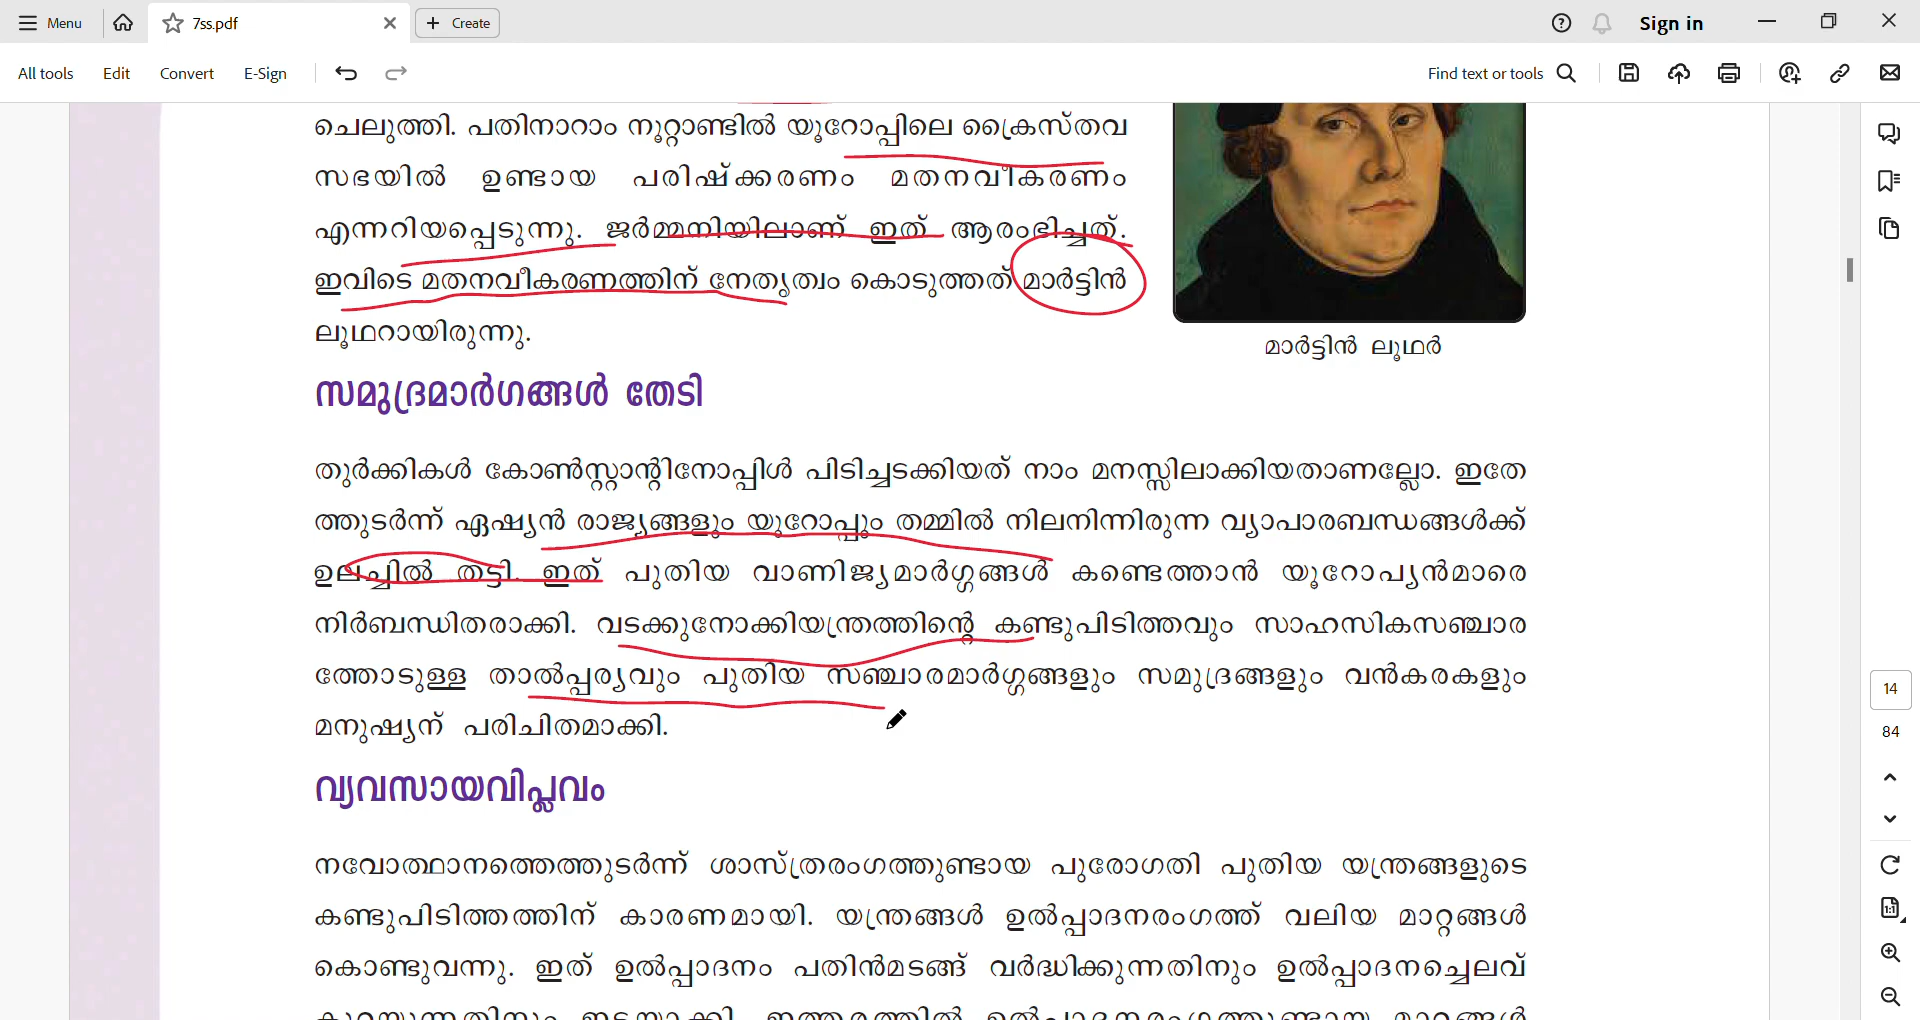 Menu
7ss.pdf
Create
Sign in
All tools
Edit
Convert
E-Sign
Find text or tools
ചെലുത്തി. പതിനാറാം നൂറ്റാണ്ടിൽ യൂറോപ്പിലെ ക്രൈസ്തവ
സഭയിൽ ഉണ്ടായ പരിഷ്ക്കരണം മതനവീകരണം
എന്നറിയപ്പെടുന്നു. ജർമ്മനിയിലാണ് ഇത് ആരംഭിച്ചത്.
ഇവിടെ മതനവീകരണത്തിന് നേതൃത്വം കൊടുത്തത് മാർട്ടിൻ
ലൂഥറായിരുന്നു.
മാർട്ടിൻ ലൂഥർ
സമുദ്രമാർഗങ്ങൾ തേടി
തുർക്കികൾ കോൺസ്റ്റാന്റിനോപ്പിൾ പിടിച്ചടക്കിയത് നാം മനസ്സിലാക്കിയതാണല്ലോ. ഇതേ
ത്തുടർന്ന് ഏഷ്യൻ രാജ്യങ്ങളും യൂറോപ്പും തമ്മിൽ നിലനിന്നിരുന്ന വ്യാപാരബന്ധങ്ങൾക്ക്
ഉലച്ചിൽ തട്ടി. ഇത് പുതിയ വാണിജ്യമാർഗ്ഗങ്ങൾ കണ്ടെത്താൻ യൂറോപ്യൻമാരെ
നിർബന്ധിതരാക്കി. വടക്കുനോക്കിയന്ത്രത്തിന്റെ കണ്ടുപിടിത്തവും സാഹസികസഞ്ചാര
ത്തോടുള്ള താൽപ്പര്യവും പുതിയ സഞ്ചാരമാർഗ്ഗങ്ങളും സമുദ്രങ്ങളും വൻകരകളും
മനുഷ്യന് പരിചിതമാക്കി.
വ്യവസായവിപ്ലവം
നവോത്ഥാനത്തെത്തുടർന്ന് ശാസ്ത്രരംഗത്തുണ്ടായ പുരോഗതി പുതിയ യന്ത്രങ്ങളുടെ
കണ്ടുപിടിത്തത്തിന് കാരണമായി. യന്ത്രങ്ങൾ ഉൽപ്പാദനരംഗത്ത് വലിയ മാറ്റങ്ങൾ
കൊണ്ടുവന്നു. ഇത് ഉൽപ്പാദനം പതിൻമടങ്ങ് വർദ്ധിക്കുന്നതിനും ഉൽപ്പാദനച്ചെലവ്
14
84